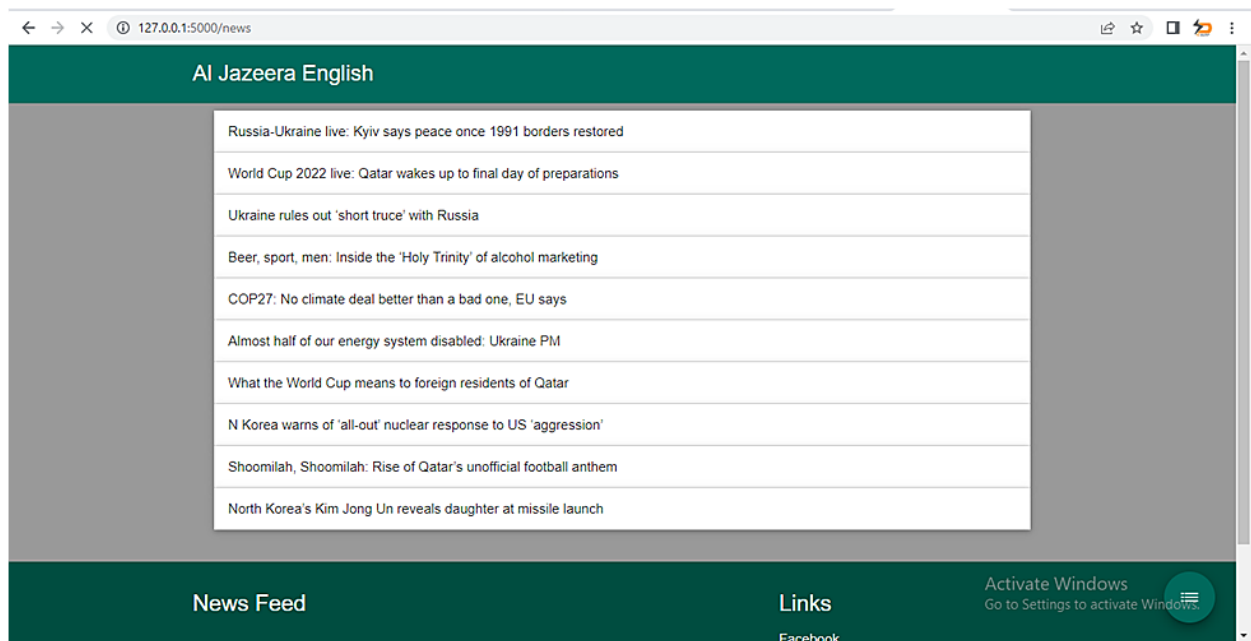 127.0.0.1:5000/news
Al Jazeera English
Russia-Ukraine live: Kyiv says peace once 1991 borders restored
World Cup 2022 live: Qatar wakes up to final day of preparations
Ukraine rules out ‘short truce’ with Russia
Beer, sport, men: Inside the ‘Holy Trinity’ of alcohol marketing
COP27: No climate deal better than a bad one, EU says
Almost half of our energy system disabled: Ukraine PM
What the World Cup means to foreign residents of Qatar
N Korea warns of ‘all-out’ nuclear response to US ‘aggression’
Shoomilah, Shoomilah: Rise of Qatar’s unofficial football anthem
North Korea’s Kim Jong Un reveals daughter at missile launch
News Feed
Links
Facebook
Activate Windows
Go to Settings to activate Windows.